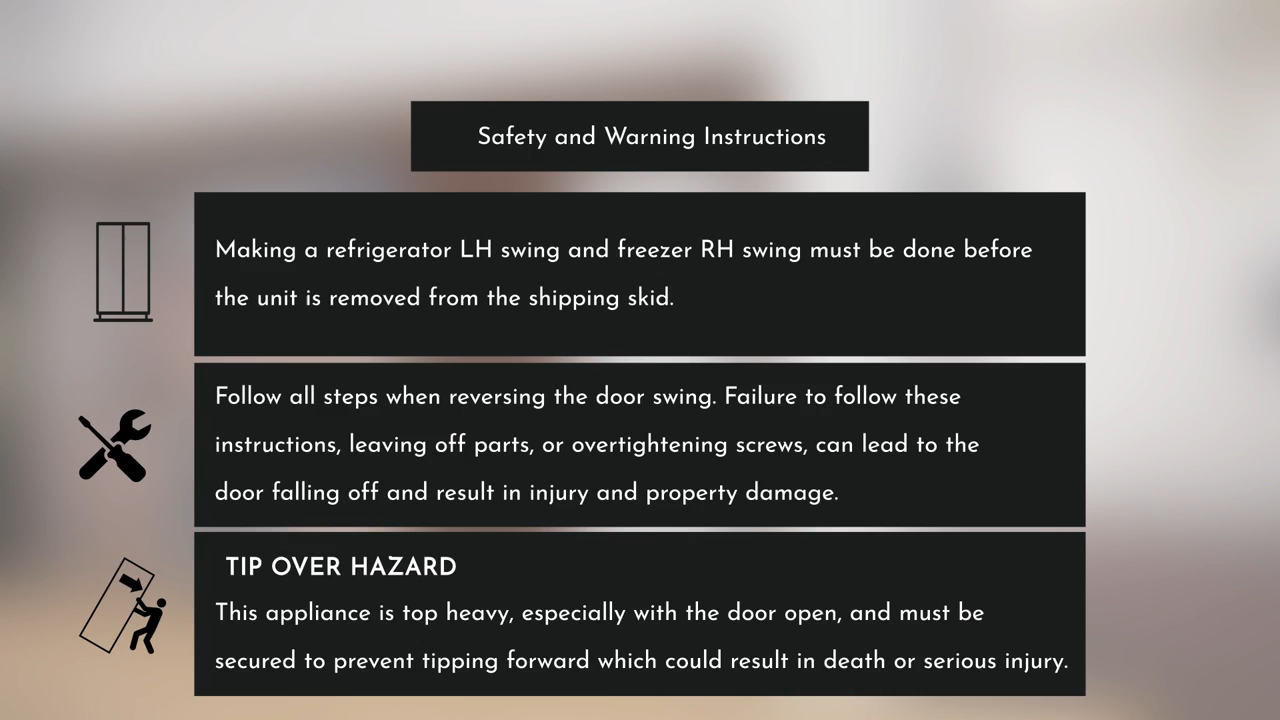 Safety and Warning Instructions
Making a refrigerator LH swing and freezer RH swing must be done before
the unit is removed from the shipping skid.
Follow all steps when reversing the door swing. Failure to follow these
instructions, leaving off parts, or overtightening screws, can lead to the
door falling off and result in injury and property damage.
TIP OVER HAZARD
This appliance is top heavy, especially with the door open, and must be
secured to prevent tipping forward which could result in death or serious injury.